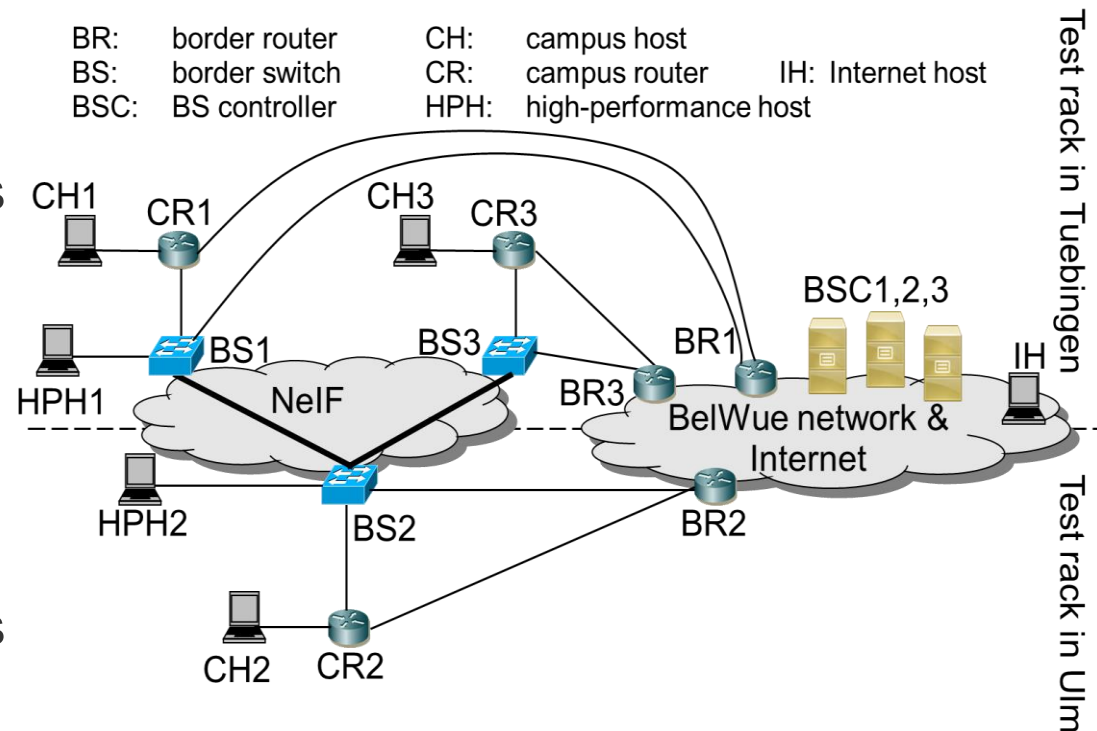 BR: border router CH: campus host
BS: border switch CR: campus router IH: Internet host
BSC: BS controller HPH: high-performance host
Test rack in Tuebingen
s
CH1
CR1
CH3
CR3
BSC1,2,3
BS1
BS3
BR1
IH
HPH1
NeIF
BR3
BelWue network &
Internet
HPH2
BS2
BR2
Test rack in Ulm
s
CH2
CR2